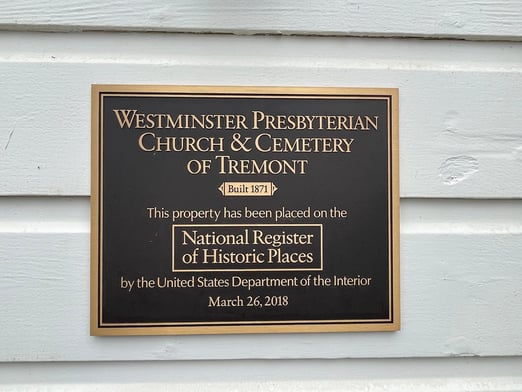 Westminster Presbyterian
Church & Cemetery
of Tremont
Built 1871
This property has been placed on the
National Register
of Historic Places
by the United States Department of the Interior
March 26, 2018